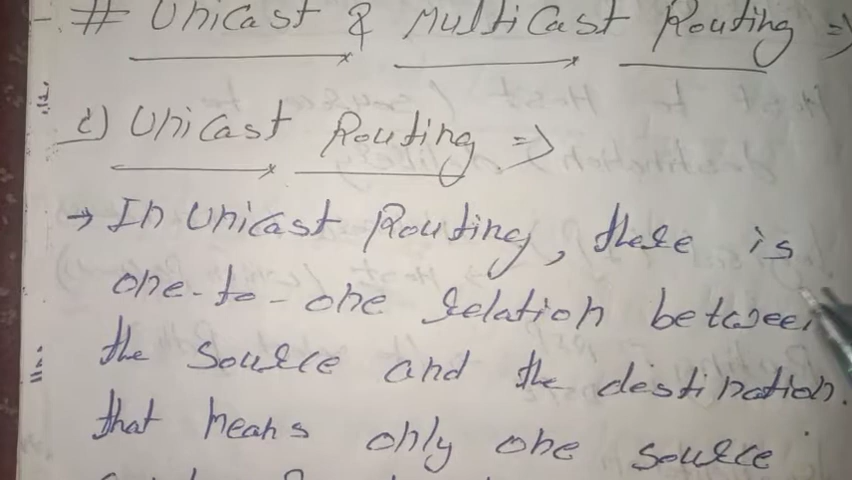 # Unicast & Multicast Routing ⇒
i) Unicast Routing ⇒
→ In Unicast Routing, there is
one-to-one relation between
the source and the destination.
that means only one source